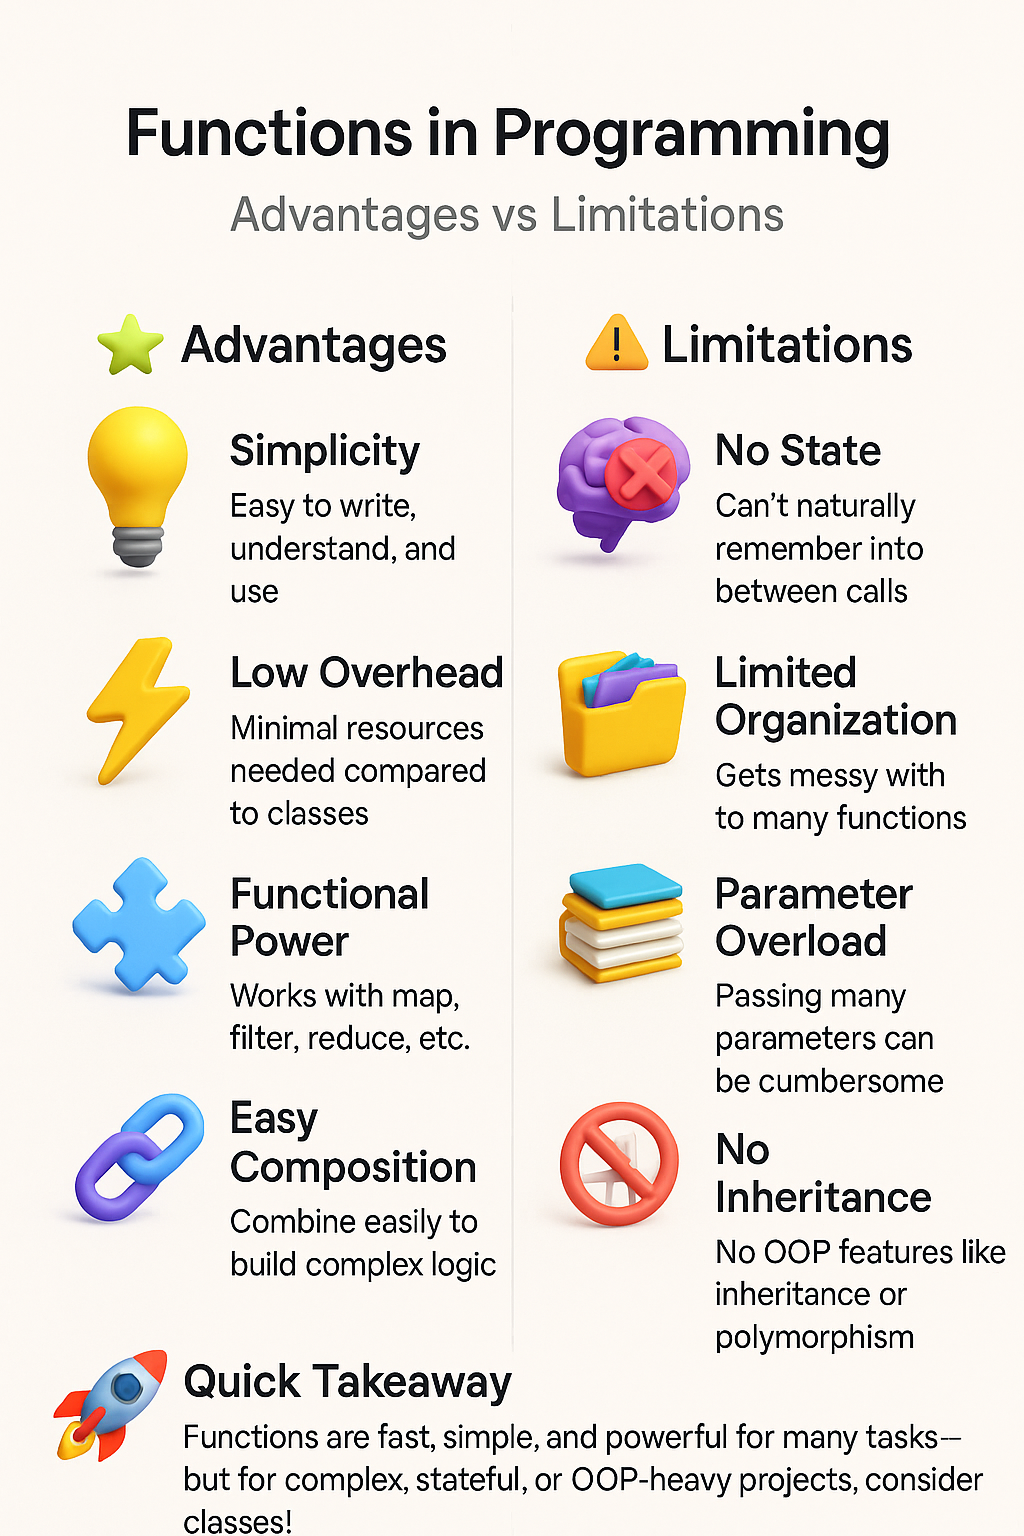 Functions in Programming
Advantages vs Limitations
Advantages
Simplicity
Easy to write,
understand, and
use
Low Overhead
Minimal resources
needed compared
to classes
Functional
Power
Works with map,
filter, reduce, etc.
Easy
Composition
Combine easily to
build complex logic
! Limitations
No State
Can't naturally
remember into
between calls
Limited
Organization
Gets messy with
to many functions
Parameter
Overload
Passing many
parameters can
be cumbersome
No
Inheritance
No OOP features like
inheritance or
polymorphism
Quick Takeaway
Functions are fast, simple, and powerful for many tasks--
but for complex, stateful, or OOP-heavy projects, consider
classes!